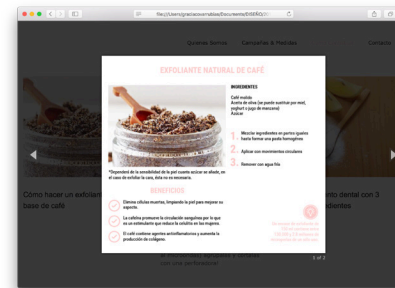 Quienes Somos Campañas & Medidas Contacto
EXFOLIANTE NATURAL DE CAFÉ
INGREDIENTES
Café molido
Aceite de oliva (se puede sustituir por miel,
yoghurt o jugo de manzana)
Azúcar
1. Mezclar ingredientes en partes iguales
hasta formar una pasta homogénea
2. Aplicar con movimientos circulares
3. Remover con agua fría.
*Dependerá de la sensibilidad de la piel cuanta azúcar se añade, en
el caso de exfoliar la cara, ésta no es necesaria.
BENEFICIOS
Elimina células muertas, limpiando la piel para mejorar su
aspecto.
La cafeína promueve la circulación sanguínea por lo que
es un estimulante que reduce la celulitis en las mujeres.
El café contiene agentes antiinflamatorios y aumenta la
producción de colágeno.
Cómo hacer un exfoliant
base de café
nto dental con 3
edientes
1 of 3